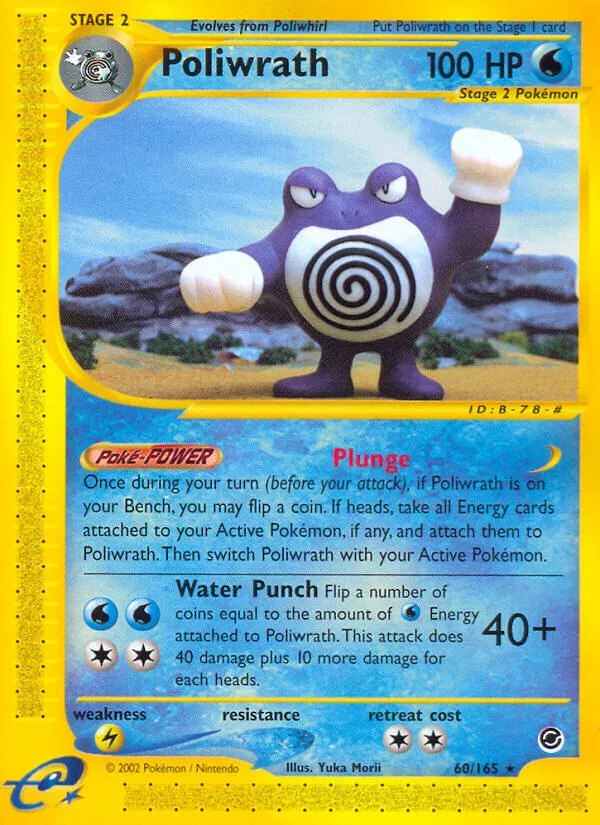 STAGE 2
Evolves from Poliwhirl
Put Poliwrath on the Stage 1 card
Poliwrath
100 HP
Stage 2 Pokémon
ID:B-78-#
Poké-POWER
Plunge
Once during your turn (before your attack), if Poliwrath is on
your Bench, you may flip a coin. If heads, take all Energy cards
attached to your Active Pokémon, if any, and attach them to
Poliwrath. Then switch Poliwrath with your Active Pokémon.
Water Punch Flip a number of
coins equal to the amount of Energy
attached to Poliwrath. This attack does
40 damage plus 10 more damage for
each heads.
40+
weakness
resistance
retreat cost
© 2002 Pokémon / Nintendo
Illus. Yuka Morii
60/165 ★
e